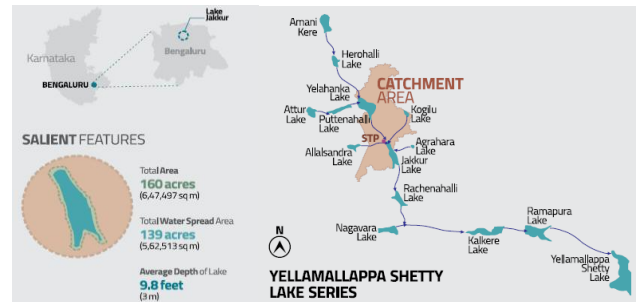 Lake
Jakkur
Karnataka
Bengaluru
BENGALURU
SALIENT FEATURES
Total Area
160 acres
(6,47,497 sq m)
Total Water Spread Area
139 acres
(5,62,513 sq m)
Average Depth of Lake
9.8 feet
(3 m)
Amani
Kere
Herohalli
Lake
Yelahanka
Lake
CATCHMENT
AREA
Attur
Lake
Puttenahalli
Lake
Kogilu
Lake
STP
Allalsandra
Lake
Agrahara
Lake
Jakkur
Lake
Rachenahalli
Lake
Nagavara
Lake
Kalkere
Lake
Ramapura
Lake
Yellamallappa
Shetty
Lake
N
YELLAMALLAPPA SHETTY
LAKE SERIES